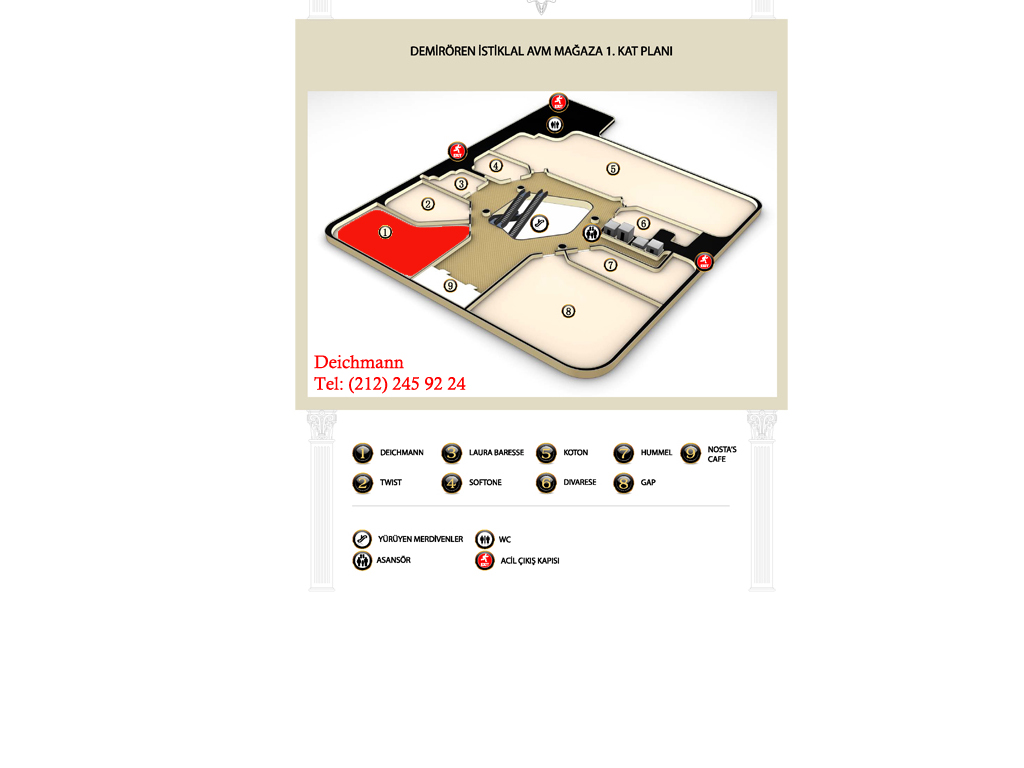 DEMİRÖREN İSTİKLAL AVM MAĞAZA 1. KAT PLANI
EXIT
EXIT
4
5
3
2
6
1
EXIT
7
9
8
Deichmann
Tel: (212) 245 92 24
1 DEICHMANN 3 LAURA BARESSE 5 KOTON 7 HUMMEL 9 NOSTA'S CAFE
2 TWIST 4 SOFTONE 6 DIVARESE 8 GAP
YÜRÜYEN MERDİVENLER WC
ASANSÖR EXIT ACİL ÇIKIŞ KAPISI